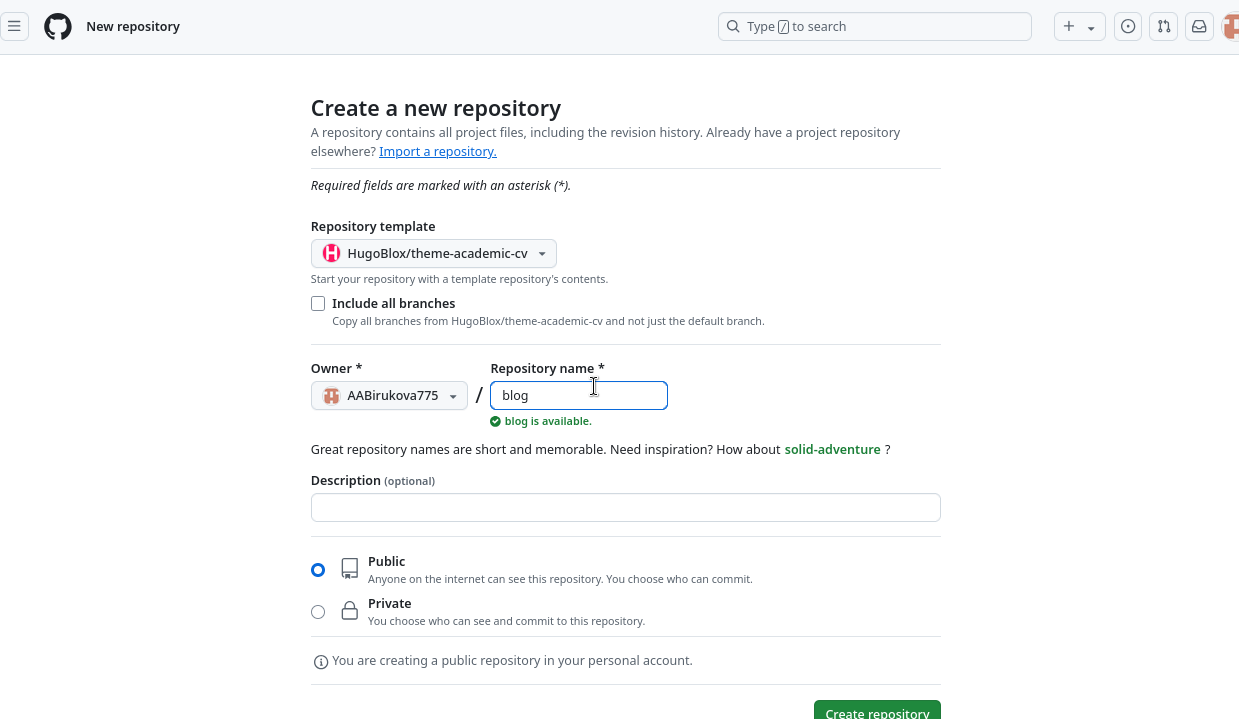 New repository
Type / to search
Create a new repository
A repository contains all project files, including the revision history. Already have a project repository
elsewhere? Import a repository.
Required fields are marked with an asterisk (*).
Repository template
HugoBlox/theme-academic-cv
Start your repository with a template repository's contents.
Include all branches
Copy all branches from HugoBlox/theme-academic-cv and not just the default branch.
Owner * Repository name *
AABirukova775 / blog
blog is available.
Great repository names are short and memorable. Need inspiration? How about solid-adventure ?
Description (optional)
Public
Anyone on the internet can see this repository. You choose who can commit.
Private
You choose who can see and commit to this repository.
You are creating a public repository in your personal account.
Create repository